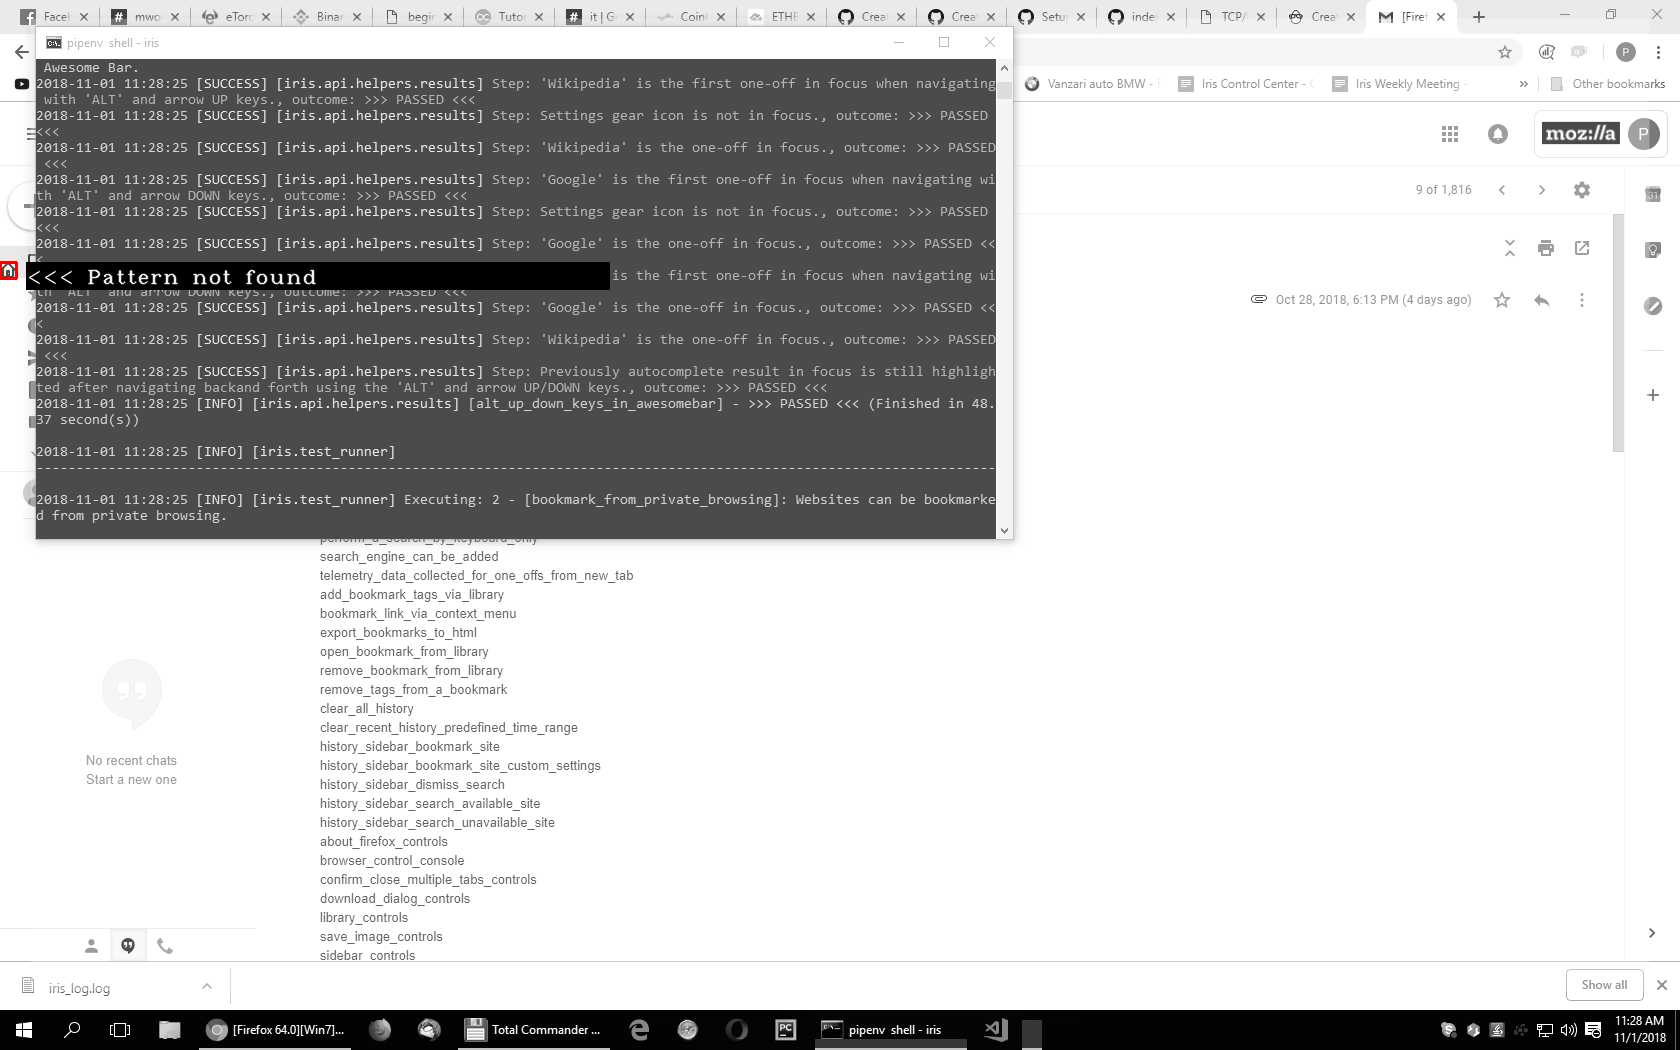 Facel
mwo
eTor
Binar
begin
Tutor
it | G
Coin
ETHE
Creat
Creat
Setup
inde
TCP/
Creat
[Firef
pipenv shell - iris
Vanzari auto BMW -
Iris Control Center -
Iris Weekly Meeting
»
Other bookmarks
Awesome Bar.
2018-11-01 11:28:25 [SUCCESS] [iris.api.helpers.results] Step: 'Wikipedia' is the first one-off in focus when navigating
with 'ALT' and arrow UP keys., outcome: >>> PASSED <<<
2018-11-01 11:28:25 [SUCCESS] [iris.api.helpers.results] Step: Settings gear icon is not in focus., outcome: >>> PASSED
<<<
2018-11-01 11:28:25 [SUCCESS] [iris.api.helpers.results] Step: 'Wikipedia' is the one-off in focus., outcome: >>> PASSED
<<<
2018-11-01 11:28:25 [SUCCESS] [iris.api.helpers.results] Step: 'Google' is the first one-off in focus when navigating wi
th 'ALT' and arrow DOWN keys., outcome: >>> PASSED <<<
2018-11-01 11:28:25 [SUCCESS] [iris.api.helpers.results] Step: Settings gear icon is not in focus., outcome: >>> PASSED
<<<
2018-11-01 11:28:25 [SUCCESS] [iris.api.helpers.results] Step: 'Google' is the one-off in focus., outcome: >>> PASSED <<
<
<<< Pattern not found
is the first one-off in focus when navigating wi
th 'ALT' and arrow DOWN keys., outcome: >>> PASSED <<<
2018-11-01 11:28:25 [SUCCESS] [iris.api.helpers.results] Step: 'Google' is the one-off in focus., outcome: >>> PASSED <<
<
2018-11-01 11:28:25 [SUCCESS] [iris.api.helpers.results] Step: 'Wikipedia' is the one-off in focus., outcome: >>> PASSED
<<<
2018-11-01 11:28:25 [SUCCESS] [iris.api.helpers.results] Step: Previously autocomplete result in focus is still highligh
ted after navigating backand forth using the 'ALT' and arrow UP/DOWN keys., outcome: >>> PASSED <<<
2018-11-01 11:28:25 [INFO] [iris.api.helpers.results] [alt_up_down_keys_in_awesomebar] - >>> PASSED <<< (Finished in 48.
37 second(s))
2018-11-01 11:28:25 [INFO] [iris.test_runner]
------------------------------------------------------------------------------------------------------------------------
2018-11-01 11:28:25 [INFO] [iris.test_runner] Executing: 2 - [bookmark_from_private_browsing]: Websites can be bookmarke
d from private browsing.
moz://a
P
9 of 1,816
Oct 28, 2018, 6:13 PM (4 days ago)
perform_a_search_by_keyboard_only
search_engine_can_be_added
telemetry_data_collected_for_one_offs_from_new_tab
add_bookmark_tags_via_library
bookmark_link_via_context_menu
export_bookmarks_to_html
open_bookmark_from_library
remove_bookmark_from_library
remove_tags_from_a_bookmark
clear_all_history
clear_recent_history_predefined_time_range
history_sidebar_bookmark_site
history_sidebar_bookmark_site_custom_settings
history_sidebar_dismiss_search
history_sidebar_search_available_site
history_sidebar_search_unavailable_site
about_firefox_controls
browser_control_console
confirm_close_multiple_tabs_controls
download_dialog_controls
library_controls
save_image_controls
sidebar_controls
No recent chats
Start a new one
iris_log.log
Show all
[Firefox 64.0][Win7]...
Total Commander ...
pipenv shell - iris
11:28 AM
11/1/2018